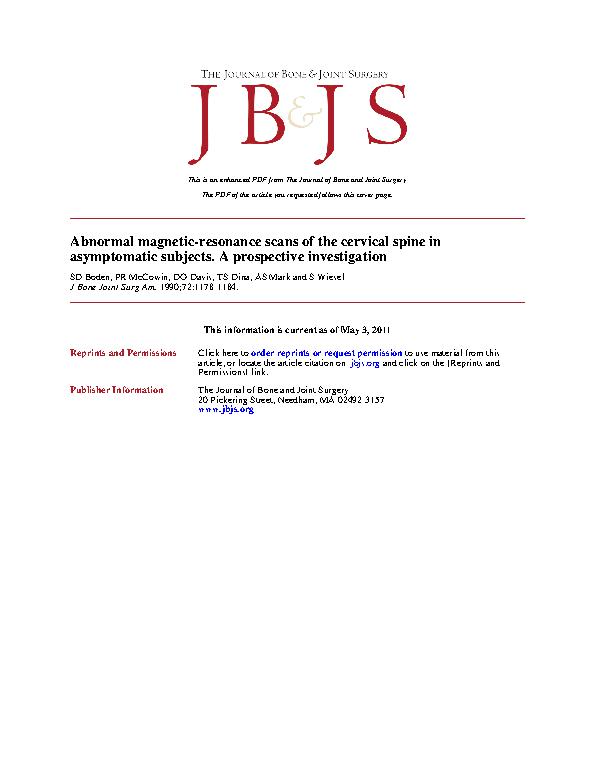 THE JOURNAL OF BONE & JOINT SURGERY
J B & J S
This is an enhanced PDF from The Journal of Bone and Joint Surgery
The PDF of the article you requested follows this cover page.
Abnormal magnetic-resonance scans of the cervical spine in
asymptomatic subjects. A prospective investigation
SD Boden, PR McCowin, DO Davis, TS Dina, AS Mark and S Wiesel
J Bone Joint Surg Am. 1990;72:1178-1184.
This information is current as of May 3, 2011
Reprints and Permissions
Click here to order reprints or request permission to use material from this
article, or locate the article citation on jbjs.org and click on the [Reprints and
Permissions] link.
Publisher Information
The Journal of Bone and Joint Surgery
20 Pickering Street, Needham, MA 02492-3157
www.jbjs.org